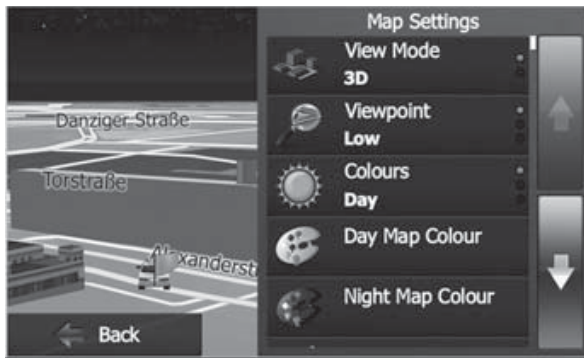 Map Settings
View Mode
3D
Viewpoint
Low
Colours
Day
Day Map Colour
Night Map Colour
Danziger Straße
Torstraße
Back